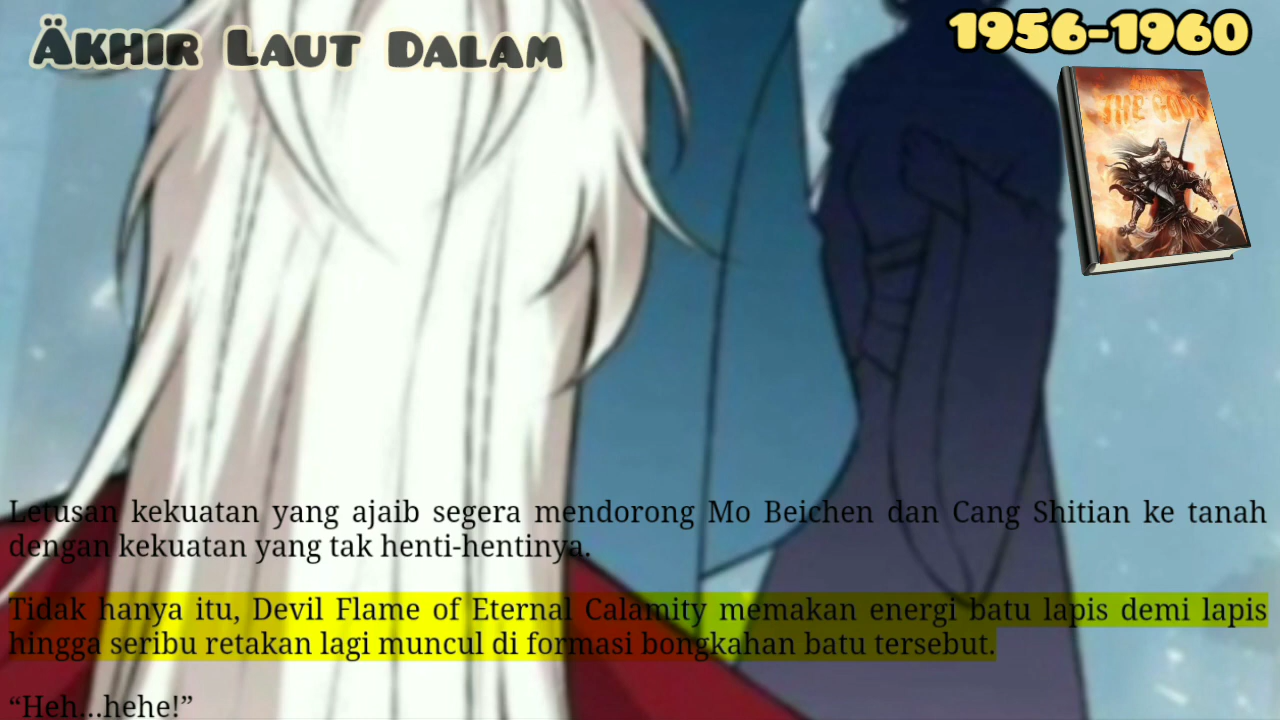 Äkhir Laut Dalam
1956-1960
THE GODS
Letusan kekuatan yang ajaib segera mendorong Mo Beichen dan Cang Shitian ke tanah
dengan kekuatan yang tak henti-hentinya.
Tidak hanya itu, Devil Flame of Eternal Calamity memakan energi batu lapis demi lapis
hingga seribu retakan lagi muncul di formasi bongkahan batu tersebut.
“Heh...hehe!”